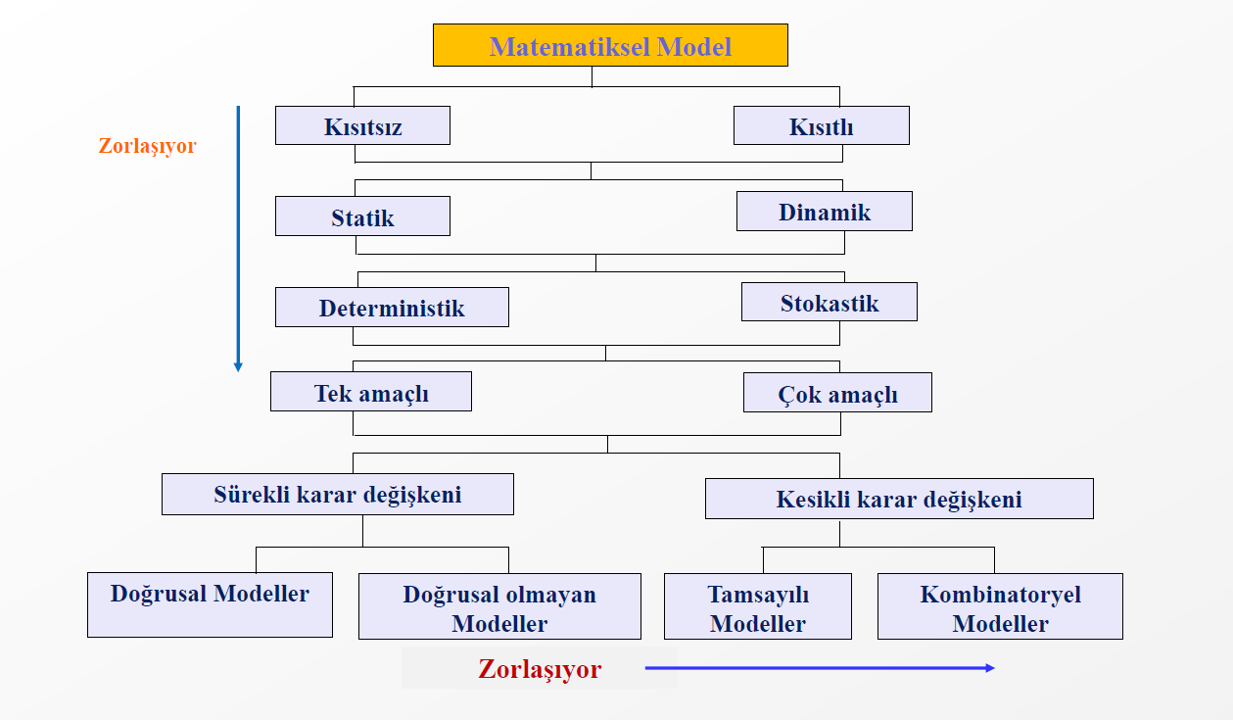 Matematiksel Model
Zorlaşıyor
Kısıtsız
Kısıtlı
Statik
Dinamik
Deterministik
Stokastik
Tek amaçlı
Çok amaçlı
Sürekli karar değişkeni
Kesikli karar değişkeni
Doğrusal Modeller
Doğrusal olmayan
Modeller
Tamsayılı
Modeller
Kombinatoryel
Modeller
Zorlaşıyor